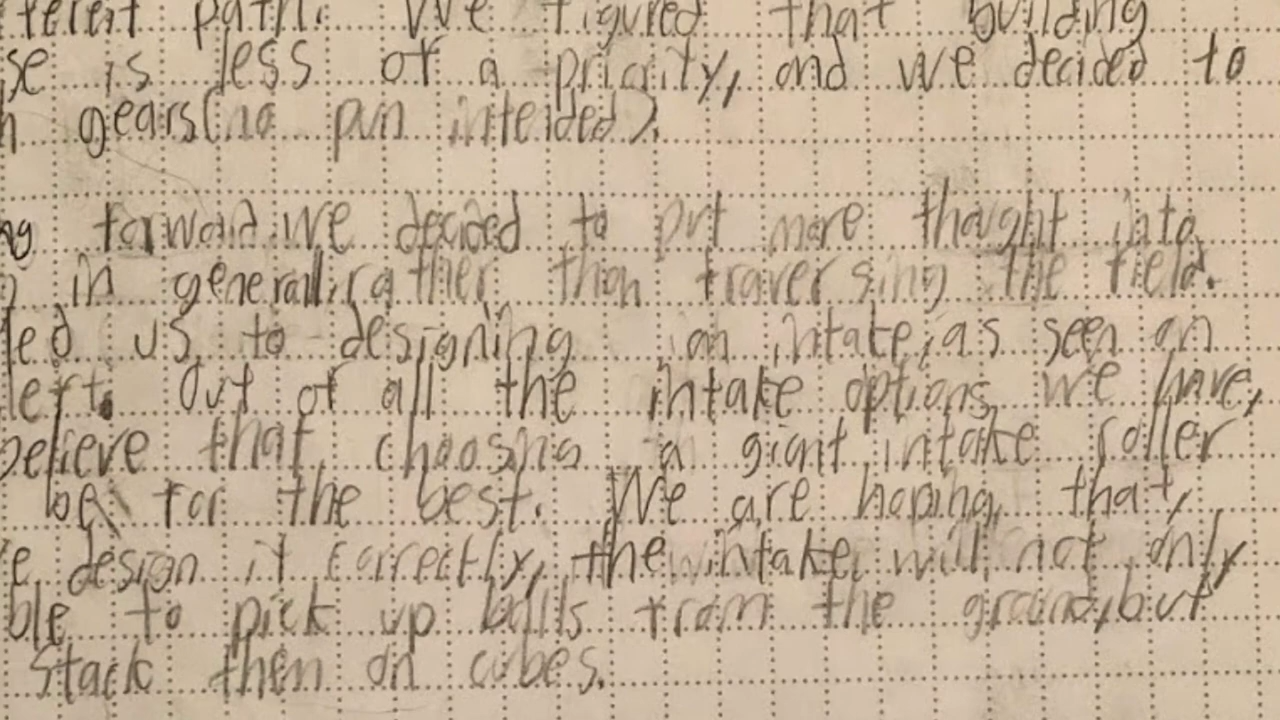 ferent path. We figured that building
se is less of a priority, and we decided to
h gears(no pun intended).
ng forward we decided to put more thought into
in general, rather than traversing the field.
led us to designing an intake, as seen on
left. Out of all the intake options we have,
believe that choosing a giant intake roller
be for the best. We are hoping that,
e design it correctly, the intake will not only
ble to pick up balls from the ground, but
stack them on cubes.